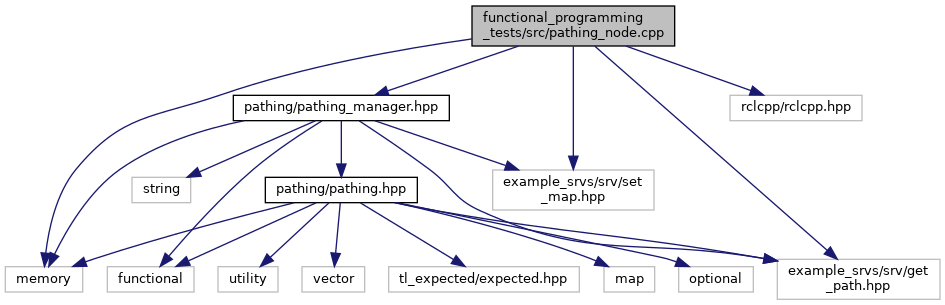 functional_programming
_tests/src/pathing_node.cpp
pathing/pathing_manager.hpp
rclcpp/rclcpp.hpp
string
pathing/pathing.hpp
example_srvs/srv/set
_map.hpp
memory
functional
utility
vector
tl_expected/expected.hpp
map
optional
example_srvs/srv/get
_path.hpp